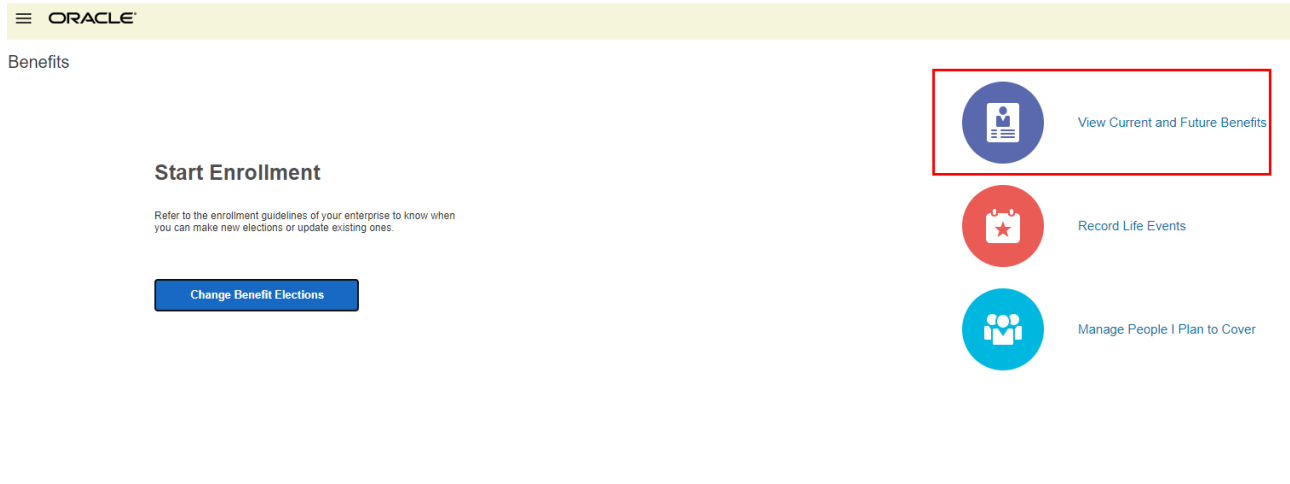 ORACLE
Benefits
Start Enrollment
Refer to the enrollment guidelines of your enterprise to know when
you can make new elections or update existing ones.
Change Benefit Elections
View Current and Future Benefits
Record Life Events
Manage People I Plan to Cover